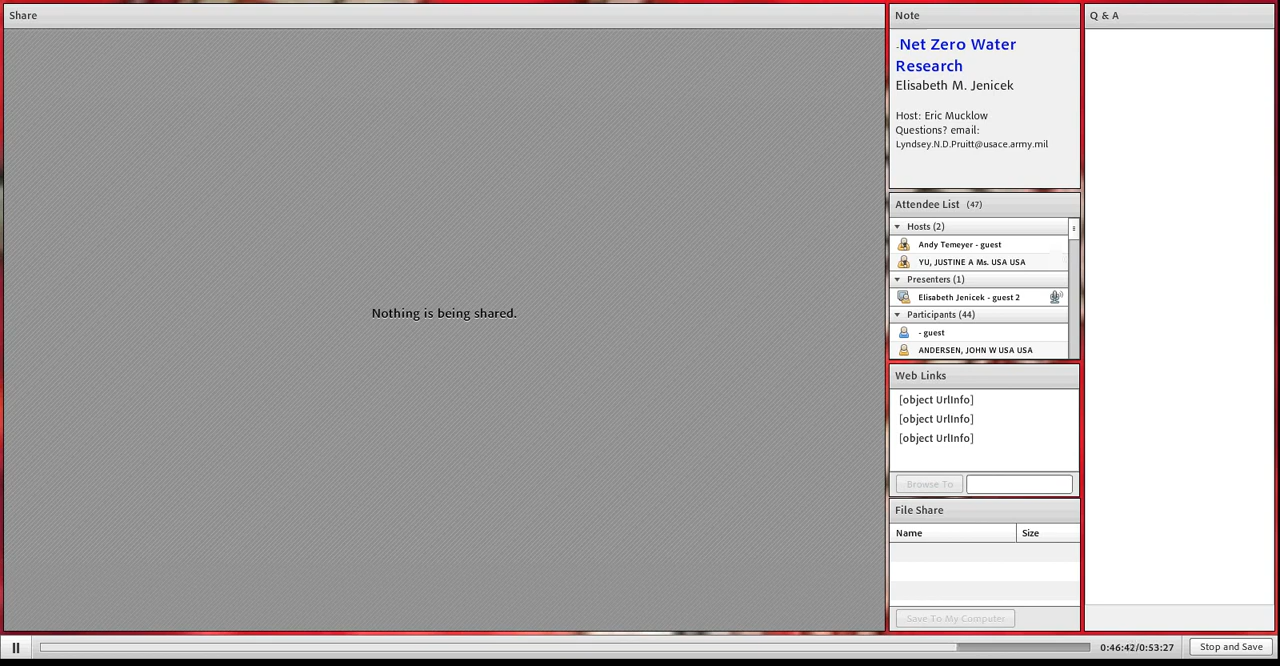 Share
Nothing is being shared.
Note
-Net Zero Water
Research
Elisabeth M. Jenicek
Host: Eric Mucklow
Questions? email:
Lyndsey.N.D.Pruitt@usace.army.mil
Attendee List (47)
Hosts (2)
Andy Temeyer - guest
YU, JUSTINE A Ms. USA USA
Presenters (1)
Elisabeth Jenicek - guest 2
Participants (44)
- guest
ANDERSEN, JOHN W USA USA
Web Links
[object UrlInfo]
[object UrlInfo]
[object UrlInfo]
Browse To
File Share
Name Size
Save To My Computer
Q & A
0:46:42/0:53:27 Stop and Save